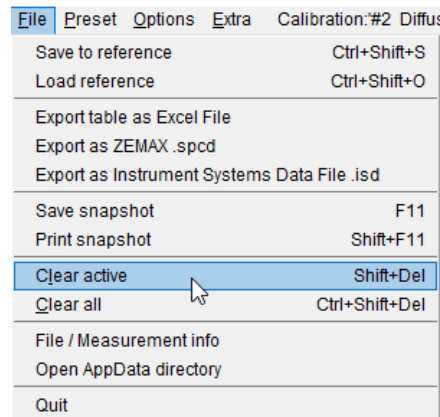 File Preset Options Extra Calibration:'#2 Diffus
Save to reference Ctrl+Shift+S
Load reference Ctrl+Shift+O
Export table as Excel File
Export as ZEMAX .spcd
Export as Instrument Systems Data File .isd
Save snapshot F11
Print snapshot Shift+F11
Clear active Shift+Del
Clear all Ctrl+Shift+Del
File / Measurement info
Open AppData directory
Quit